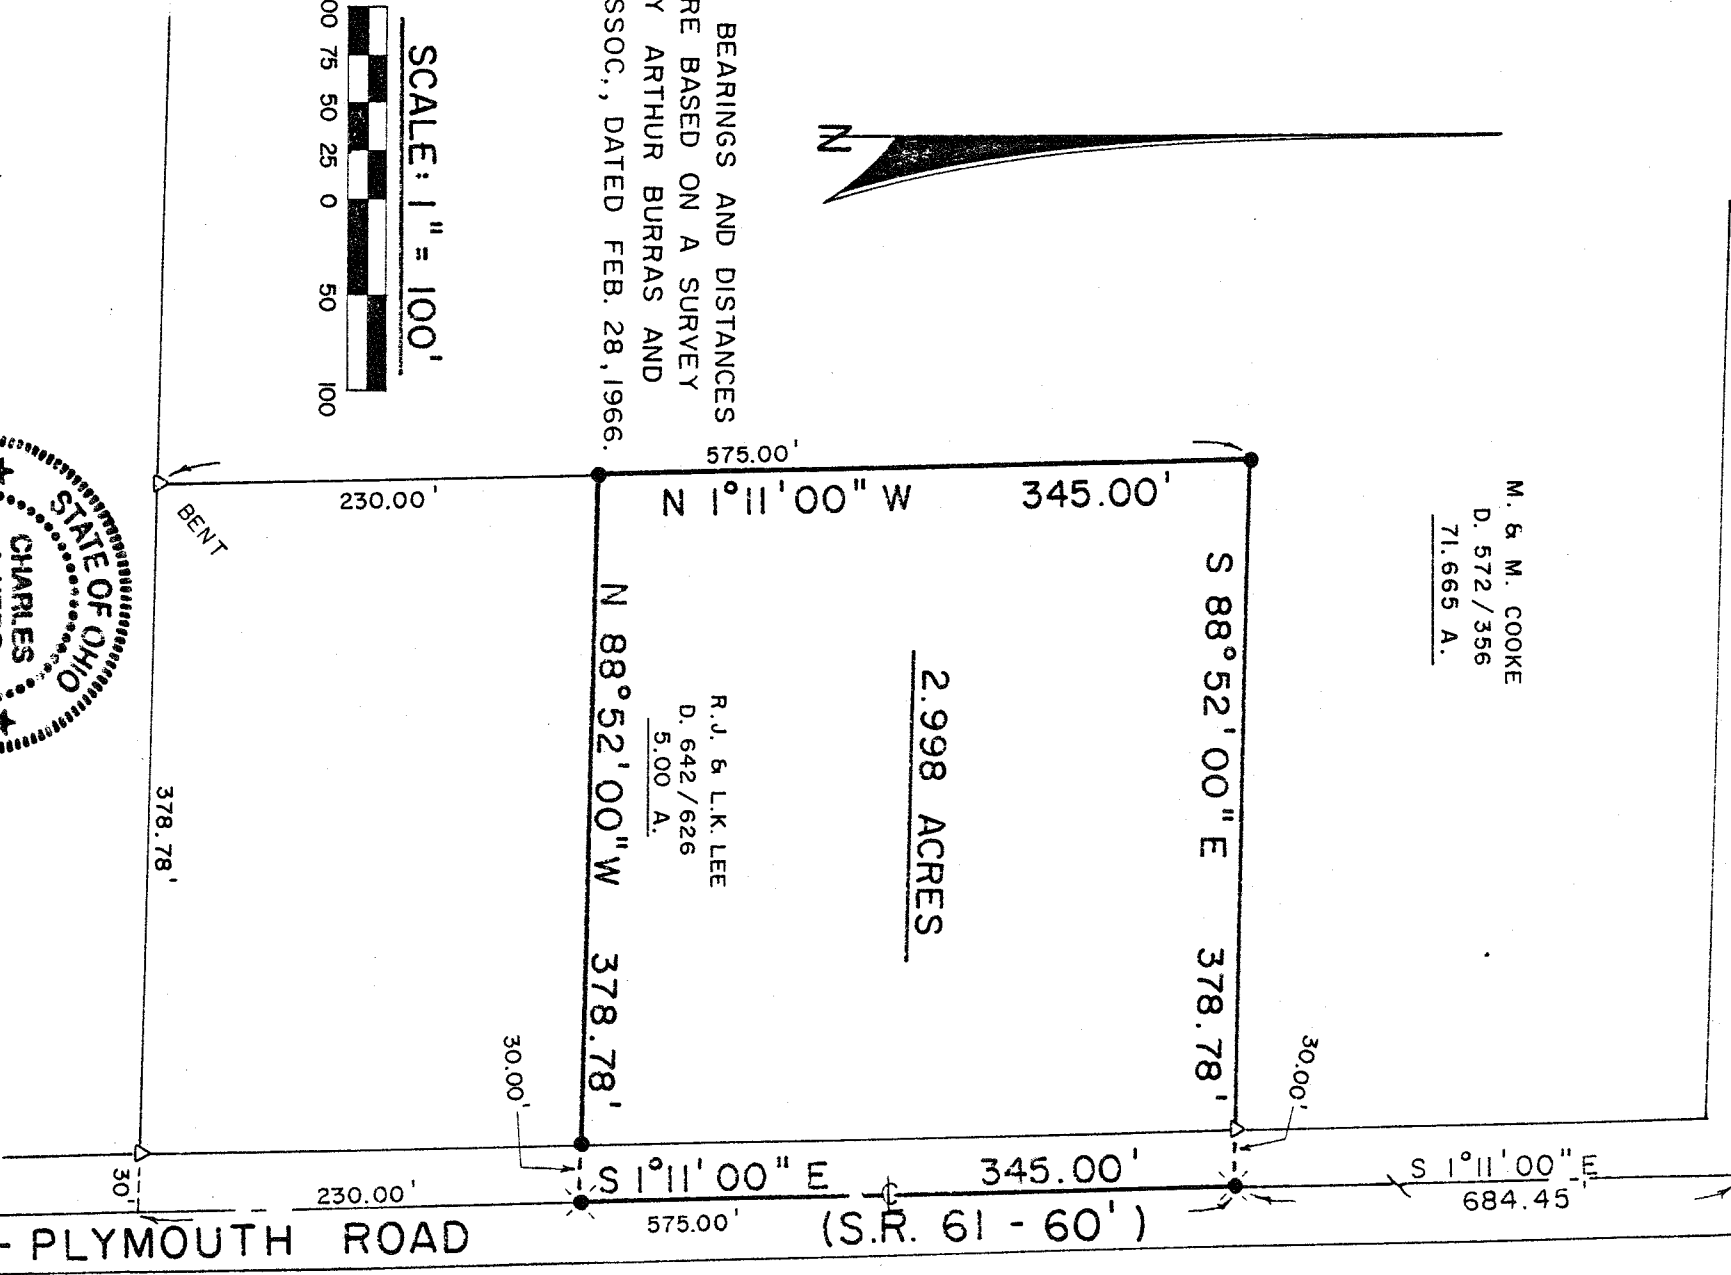 BEARINGS AND DISTANCES
RE BASED ON A SURVEY
Y ARTHUR BURRAS AND
SSOC., DATED FEB. 28, 1966.
N
SCALE: 1" = 100'
00 75 50 25 0 50 100
M. & M. COOKE
D. 572/356
71.665 A.
575.00'
N 1°11'00" W 345.00'
230.00'
BENT
S 88°52'00" E 378.78'
2.998 ACRES
R.J. & L.K. LEE
D. 642/626
5.00 A.
N 88°52'00" W 378.78'
378.78'
STATE OF OHIO
CHARLES
30.00'
30.00'
30'
S 1°11'00" E 345.00'
S 1°11'00" E
684.45
230.00'
575.00'
- PLYMOUTH ROAD (S.R. 61 - 60')